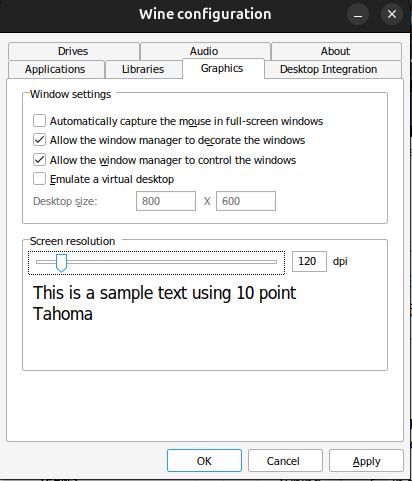 Wine configuration
Drives
Audio
About
Applications
Libraries
Graphics
Desktop Integration
Window settings
Automatically capture the mouse in full-screen windows
Allow the window manager to decorate the windows
Allow the window manager to control the windows
Emulate a virtual desktop
Desktop size: 800 X 600
Screen resolution
120 dpi
This is a sample text using 10 point
Tahoma
OK
Cancel
Apply